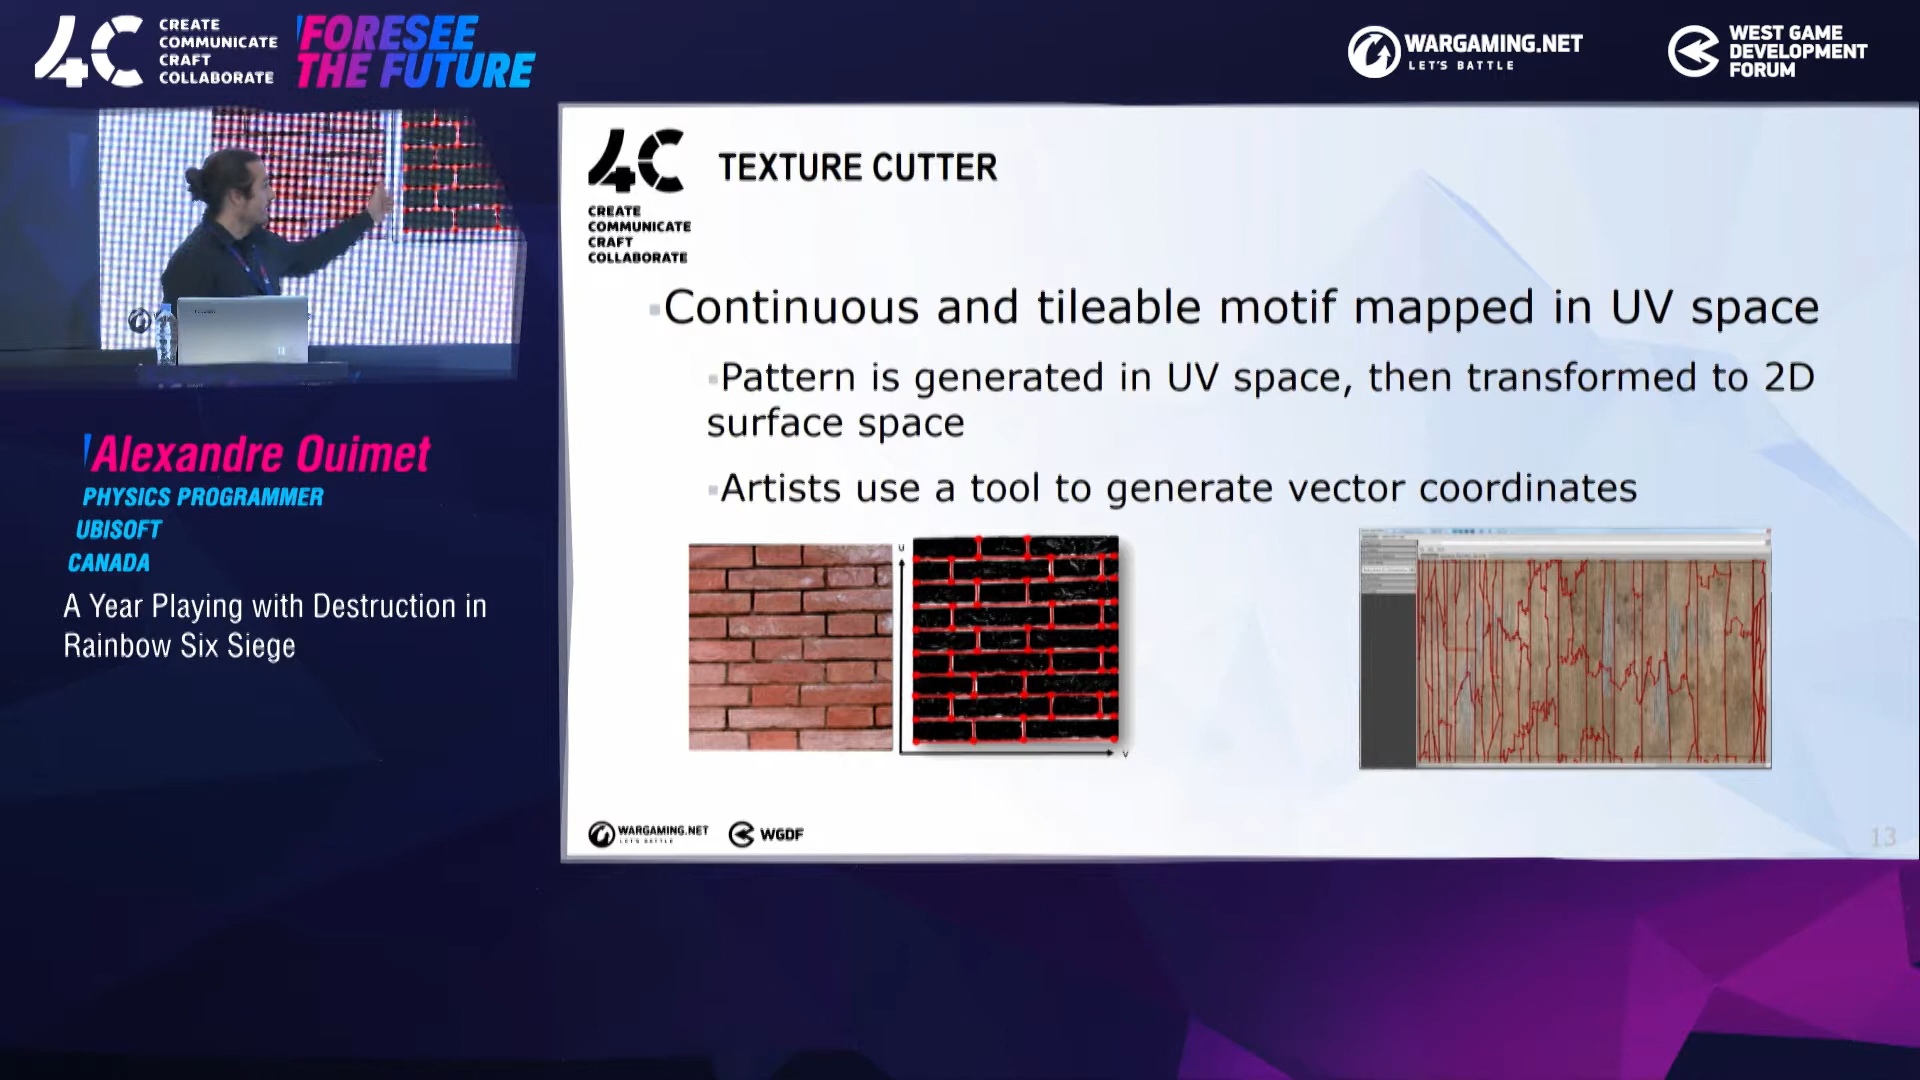 4C
CREATE
COMMUNICATE
CRAFT
COLLABORATE
FORESEE
THE FUTURE
WARGAMING.NET
LET'S BATTLE
WEST GAME
DEVELOPMENT
FORUM
Alexandre Ouimet
PHYSICS PROGRAMMER
UBISOFT
CANADA
A Year Playing with Destruction in
Rainbow Six Siege
4C
CREATE
COMMUNICATE
CRAFT
COLLABORATE
TEXTURE CUTTER
Continuous and tileable motif mapped in UV space
Pattern is generated in UV space, then transformed to 2D
surface space
Artists use a tool to generate vector coordinates
U
V
WARGAMING.NET
LET'S BATTLE
WGDF
13